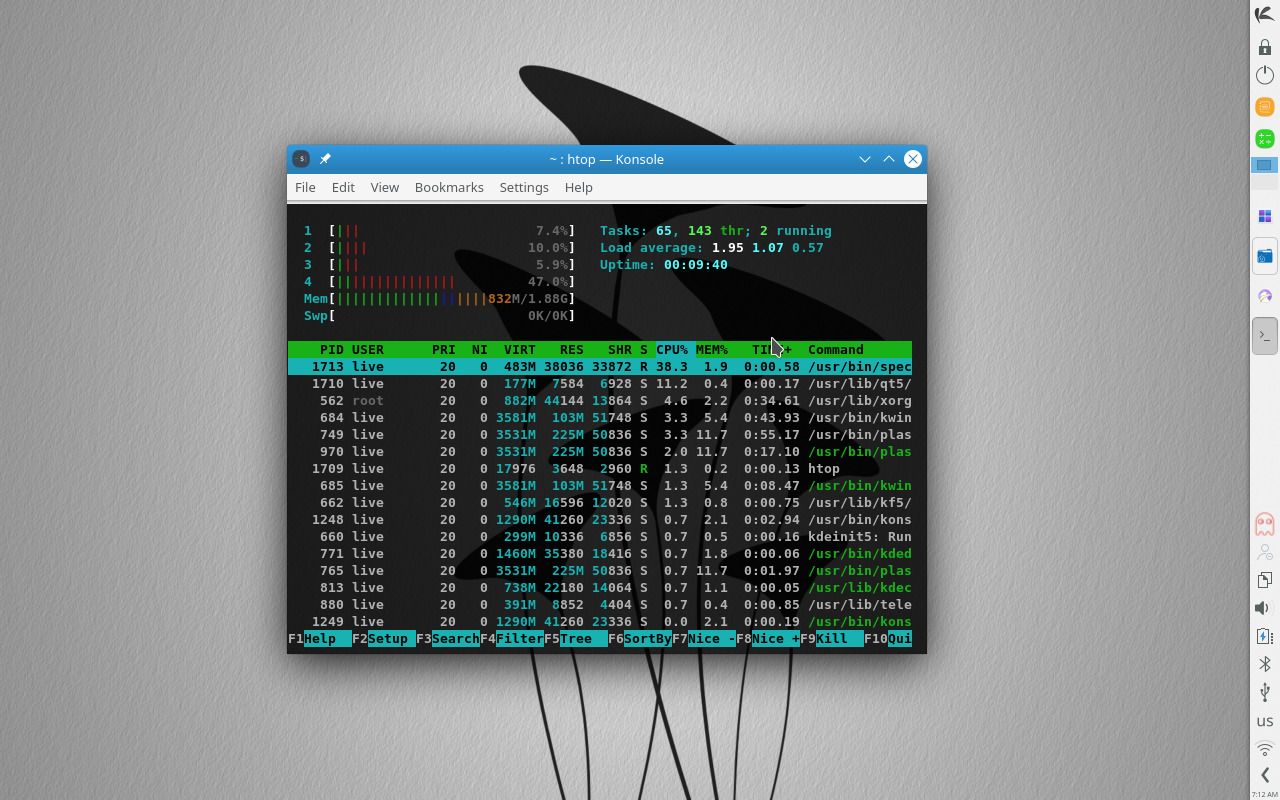 ~ : htop — Konsole
File Edit View Bookmarks Settings Help
1 [||| 7.4%] Tasks: 65, 143 thr; 2 running
2 [|||| 10.0%] Load average: 1.95 1.07 0.57
3 [||| 5.9%] Uptime: 00:09:40
4 [||||||||||||||| 47.0%]
Mem[|||||||||||||||||||832M/1.88G]
Swp[ 0K/0K]
PID USER PRI NI VIRT RES SHR S CPU% MEM% TI + Command
1713 live 20 0 483M 38036 33872 R 38.3 1.9 0:00.58 /usr/bin/spec
1710 live 20 0 177M 7584 6928 S 11.2 0.4 0:00.17 /usr/lib/qt5/
562 root 20 0 882M 44144 13864 S 4.6 2.2 0:34.61 /usr/lib/xorg
684 live 20 0 3581M 103M 51748 S 3.3 5.4 0:43.93 /usr/bin/kwin
749 live 20 0 3531M 225M 50836 S 3.3 11.7 0:55.17 /usr/bin/plas
970 live 20 0 3531M 225M 50836 S 2.0 11.7 0:17.10 /usr/bin/plas
1709 live 20 0 17976 3648 2960 R 1.3 0.2 0:00.13 htop
685 live 20 0 3581M 103M 51748 S 1.3 5.4 0:08.47 /usr/bin/kwin
662 live 20 0 546M 16596 12020 S 1.3 0.8 0:00.75 /usr/lib/kf5/
1248 live 20 0 1290M 41260 23336 S 0.7 2.1 0:02.94 /usr/bin/kons
660 live 20 0 299M 10336 6856 S 0.7 0.5 0:00.16 kdeinit5: Run
771 live 20 0 1460M 35380 18416 S 0.7 1.8 0:00.06 /usr/bin/kded
765 live 20 0 3531M 225M 50836 S 0.7 11.7 0:01.97 /usr/bin/plas
813 live 20 0 738M 22180 14064 S 0.7 1.1 0:00.05 /usr/lib/kdec
880 live 20 0 391M 8852 4404 S 0.7 0.4 0:00.85 /usr/lib/tele
1249 live 20 0 1290M 41260 23336 S 0.0 2.1 0:00.19 /usr/bin/kons
F1Help F2Setup F3SearchF4FilterF5Tree F6SortByF7Nice -F8Nice +F9Kill F10Qui
us
7:12 AM